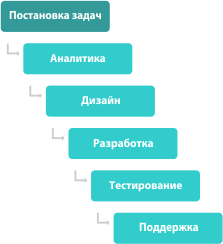 Постановка задач
Аналитика
Дизайн
Разработка
Тестирование
Поддержка